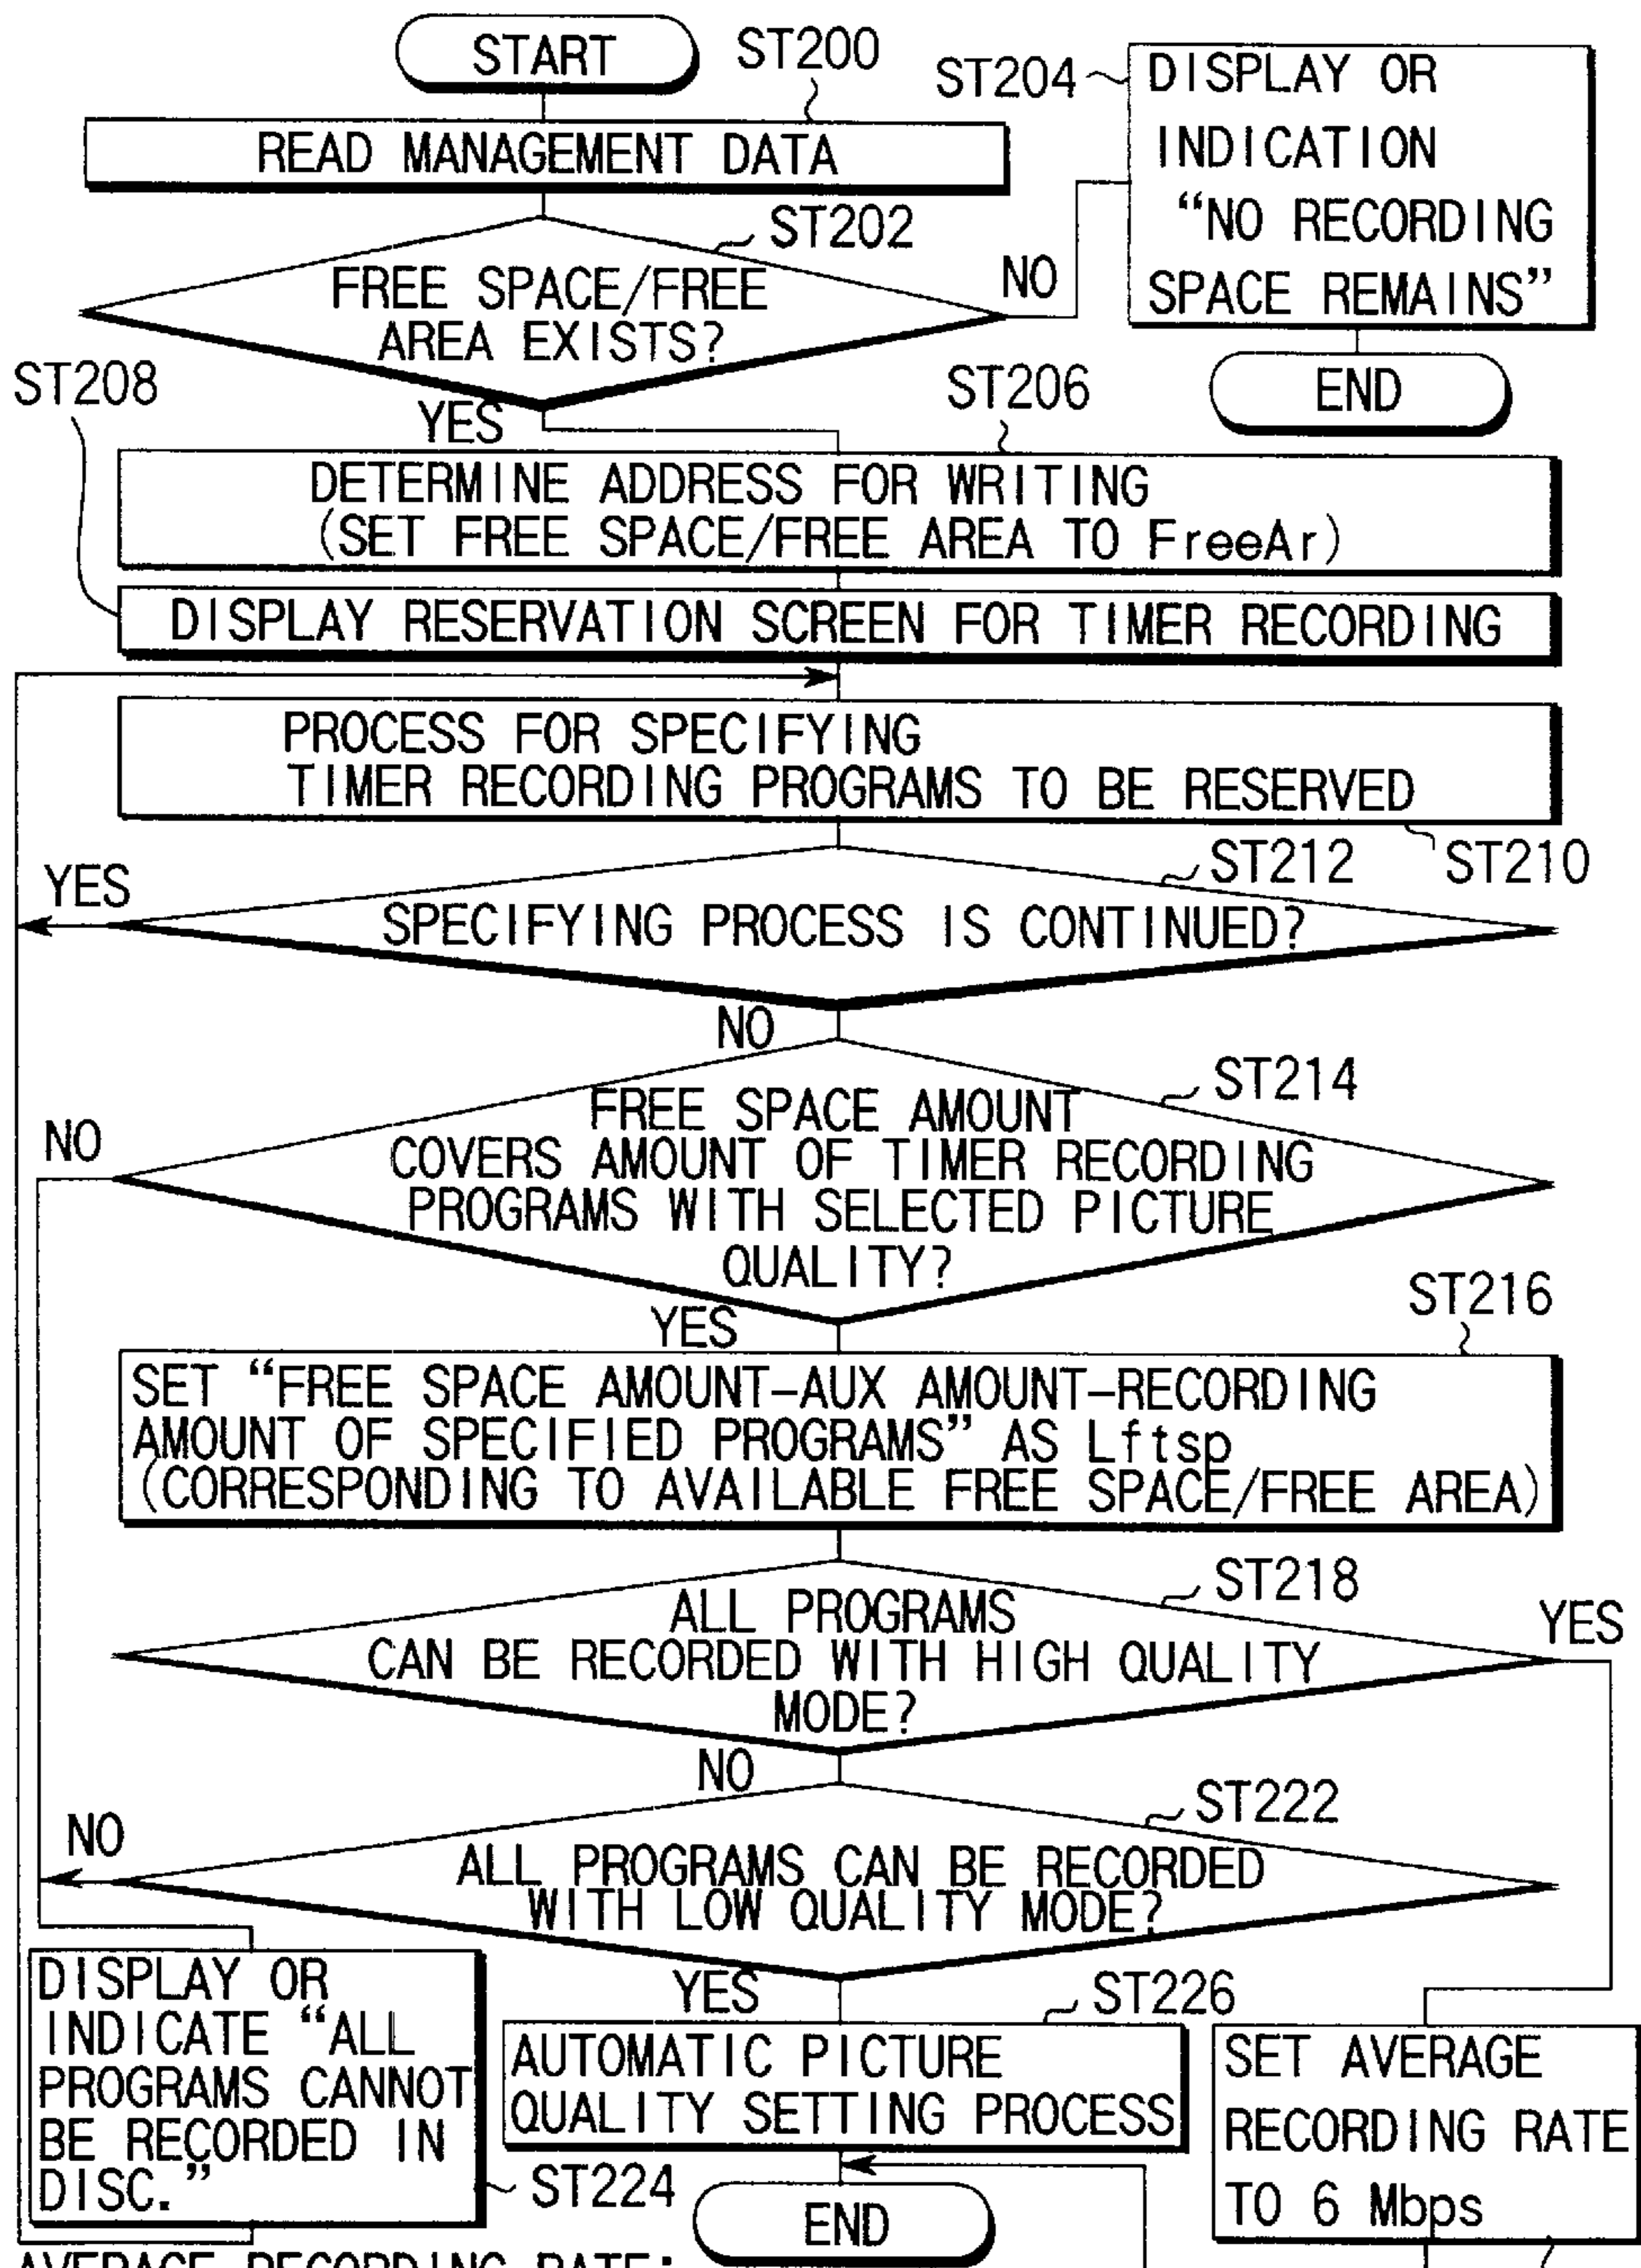 START
ST200
READ MANAGEMENT DATA
ST204
DISPLAY OR
INDICATION
“NO RECORDING
SPACE REMAINS”
END
ST202
FREE SPACE/FREE
AREA EXISTS?
NO
YES
ST206
DETERMINE ADDRESS FOR WRITING
(SET FREE SPACE/FREE AREA TO FreeAr)
ST208
DISPLAY RESERVATION SCREEN FOR TIMER RECORDING
PROCESS FOR SPECIFYING
TIMER RECORDING PROGRAMS TO BE RESERVED
ST210
ST212
YES
SPECIFYING PROCESS IS CONTINUED?
NO
ST214
NO
FREE SPACE AMOUNT
COVERS AMOUNT OF TIMER RECORDING
PROGRAMS WITH SELECTED PICTURE
QUALITY?
YES
ST216
SET “FREE SPACE AMOUNT-AUX AMOUNT-RECORDING
AMOUNT OF SPECIFIED PROGRAMS” AS Lftsp
(CORRESPONDING TO AVAILABLE FREE SPACE/FREE AREA)
ST218
ALL PROGRAMS
CAN BE RECORDED WITH HIGH QUALITY
MODE?
YES
NO
ST222
NO
ALL PROGRAMS CAN BE RECORDED
WITH LOW QUALITY MODE?
YES
DISPLAY OR
INDICATE “ALL
PROGRAMS CANNOT
BE RECORDED IN
DISC.”
ST224
ST226
AUTOMATIC PICTURE
QUALITY SETTING PROCESS
END
SET AVERAGE
RECORDING RATE
TO 6 Mbps
AVERAGE RECORDING RATE: